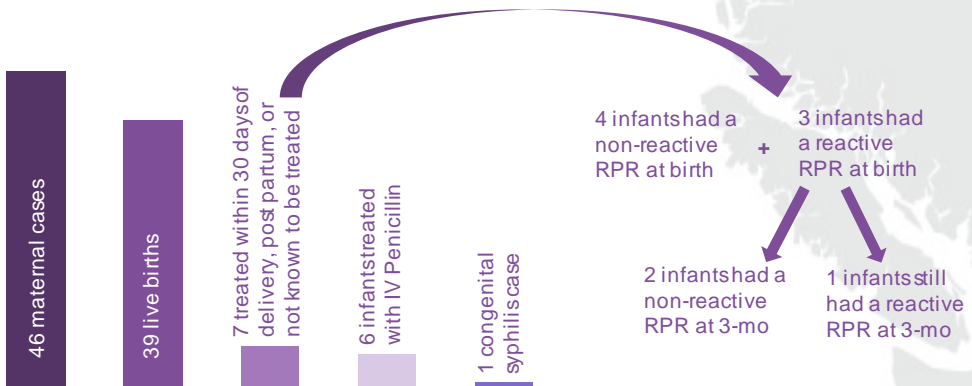 46 maternal cases
39 live births
7 treated within 30 days of
delivery, post partum, or
not known to be treated
6 infants treated
with IV Penicillin
1 congenital
syphilis case
4 infants had a
non-reactive
RPR at birth
+
3 infants had
a reactive
RPR at birth
2 infants had a
non-reactive
RPR at 3-mo
1 infants still
had a reactive
RPR at 3-mo